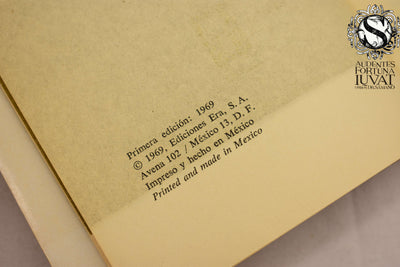 S
AUDENTES
FORTUNA
IUVAT
Primera edición: 1969
© 1969, Ediciones Era, S. A.
Avena 102 / México 13, D. F.
Impreso y hecho en México
Printed and made in Mexico